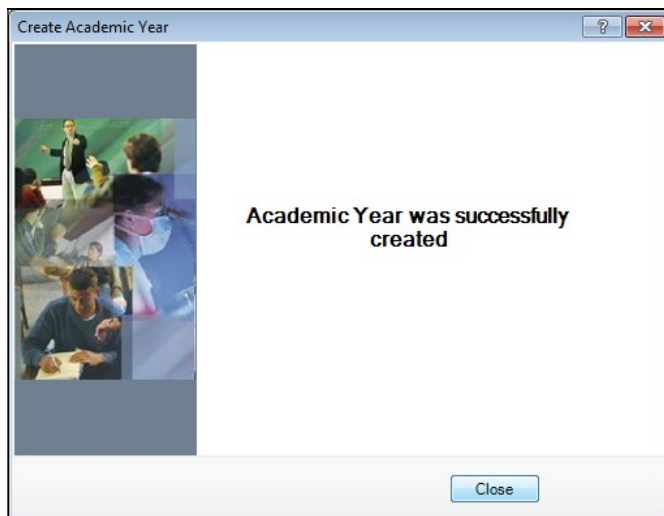 Create Academic Year
?
Academic Year was successfully
created
Close